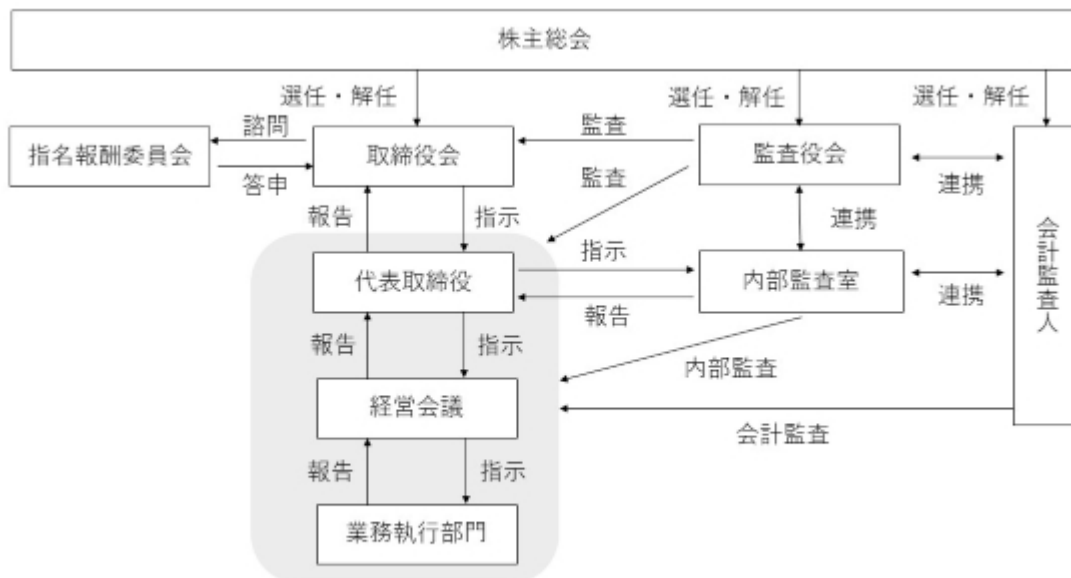 株主総会
選任・解任
選任・解任
選任・解任
指名報酬委員会
諮問
答申
取締役会
監査
監査
監査役会
連携
会計監査人
報告
指示
連携
代表取締役
指示
報告
内部監査室
連携
報告
指示
内部監査
経営会議
会計監査
報告
指示
業務執行部門